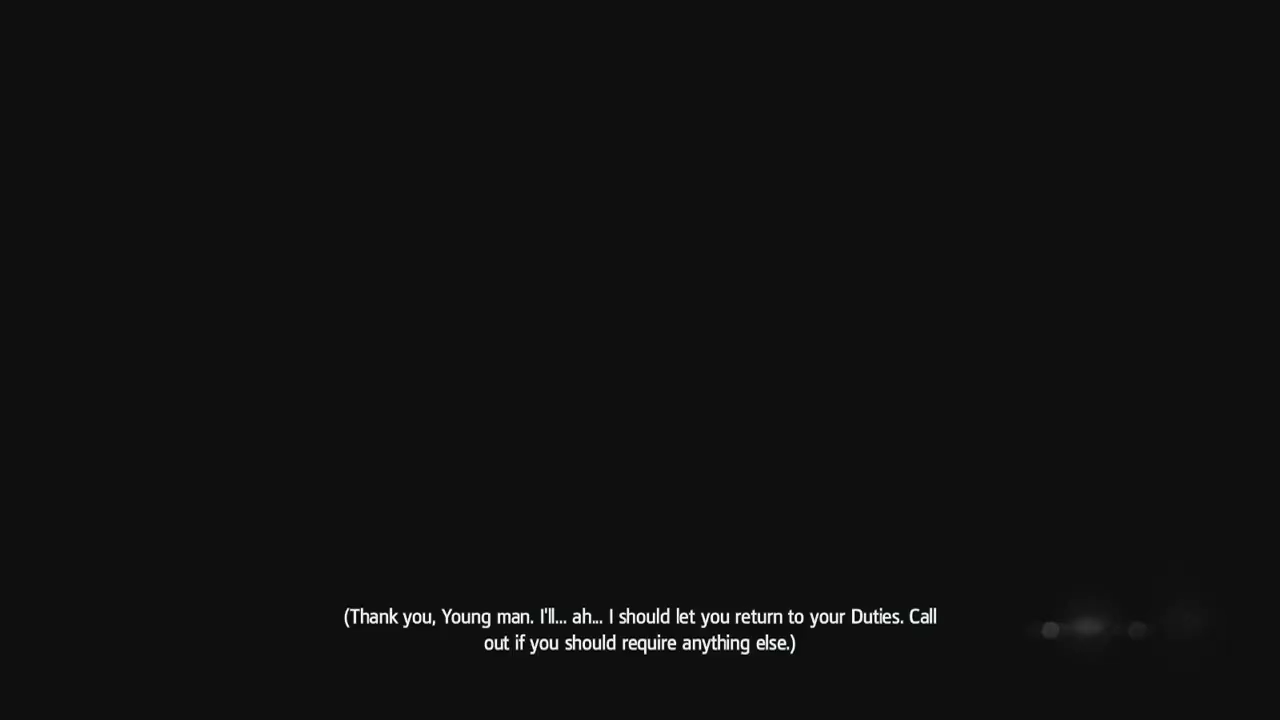 (Thank you, Young man. I'll... ah... I should let you return to your Duties. Call
out if you should require anything else.)